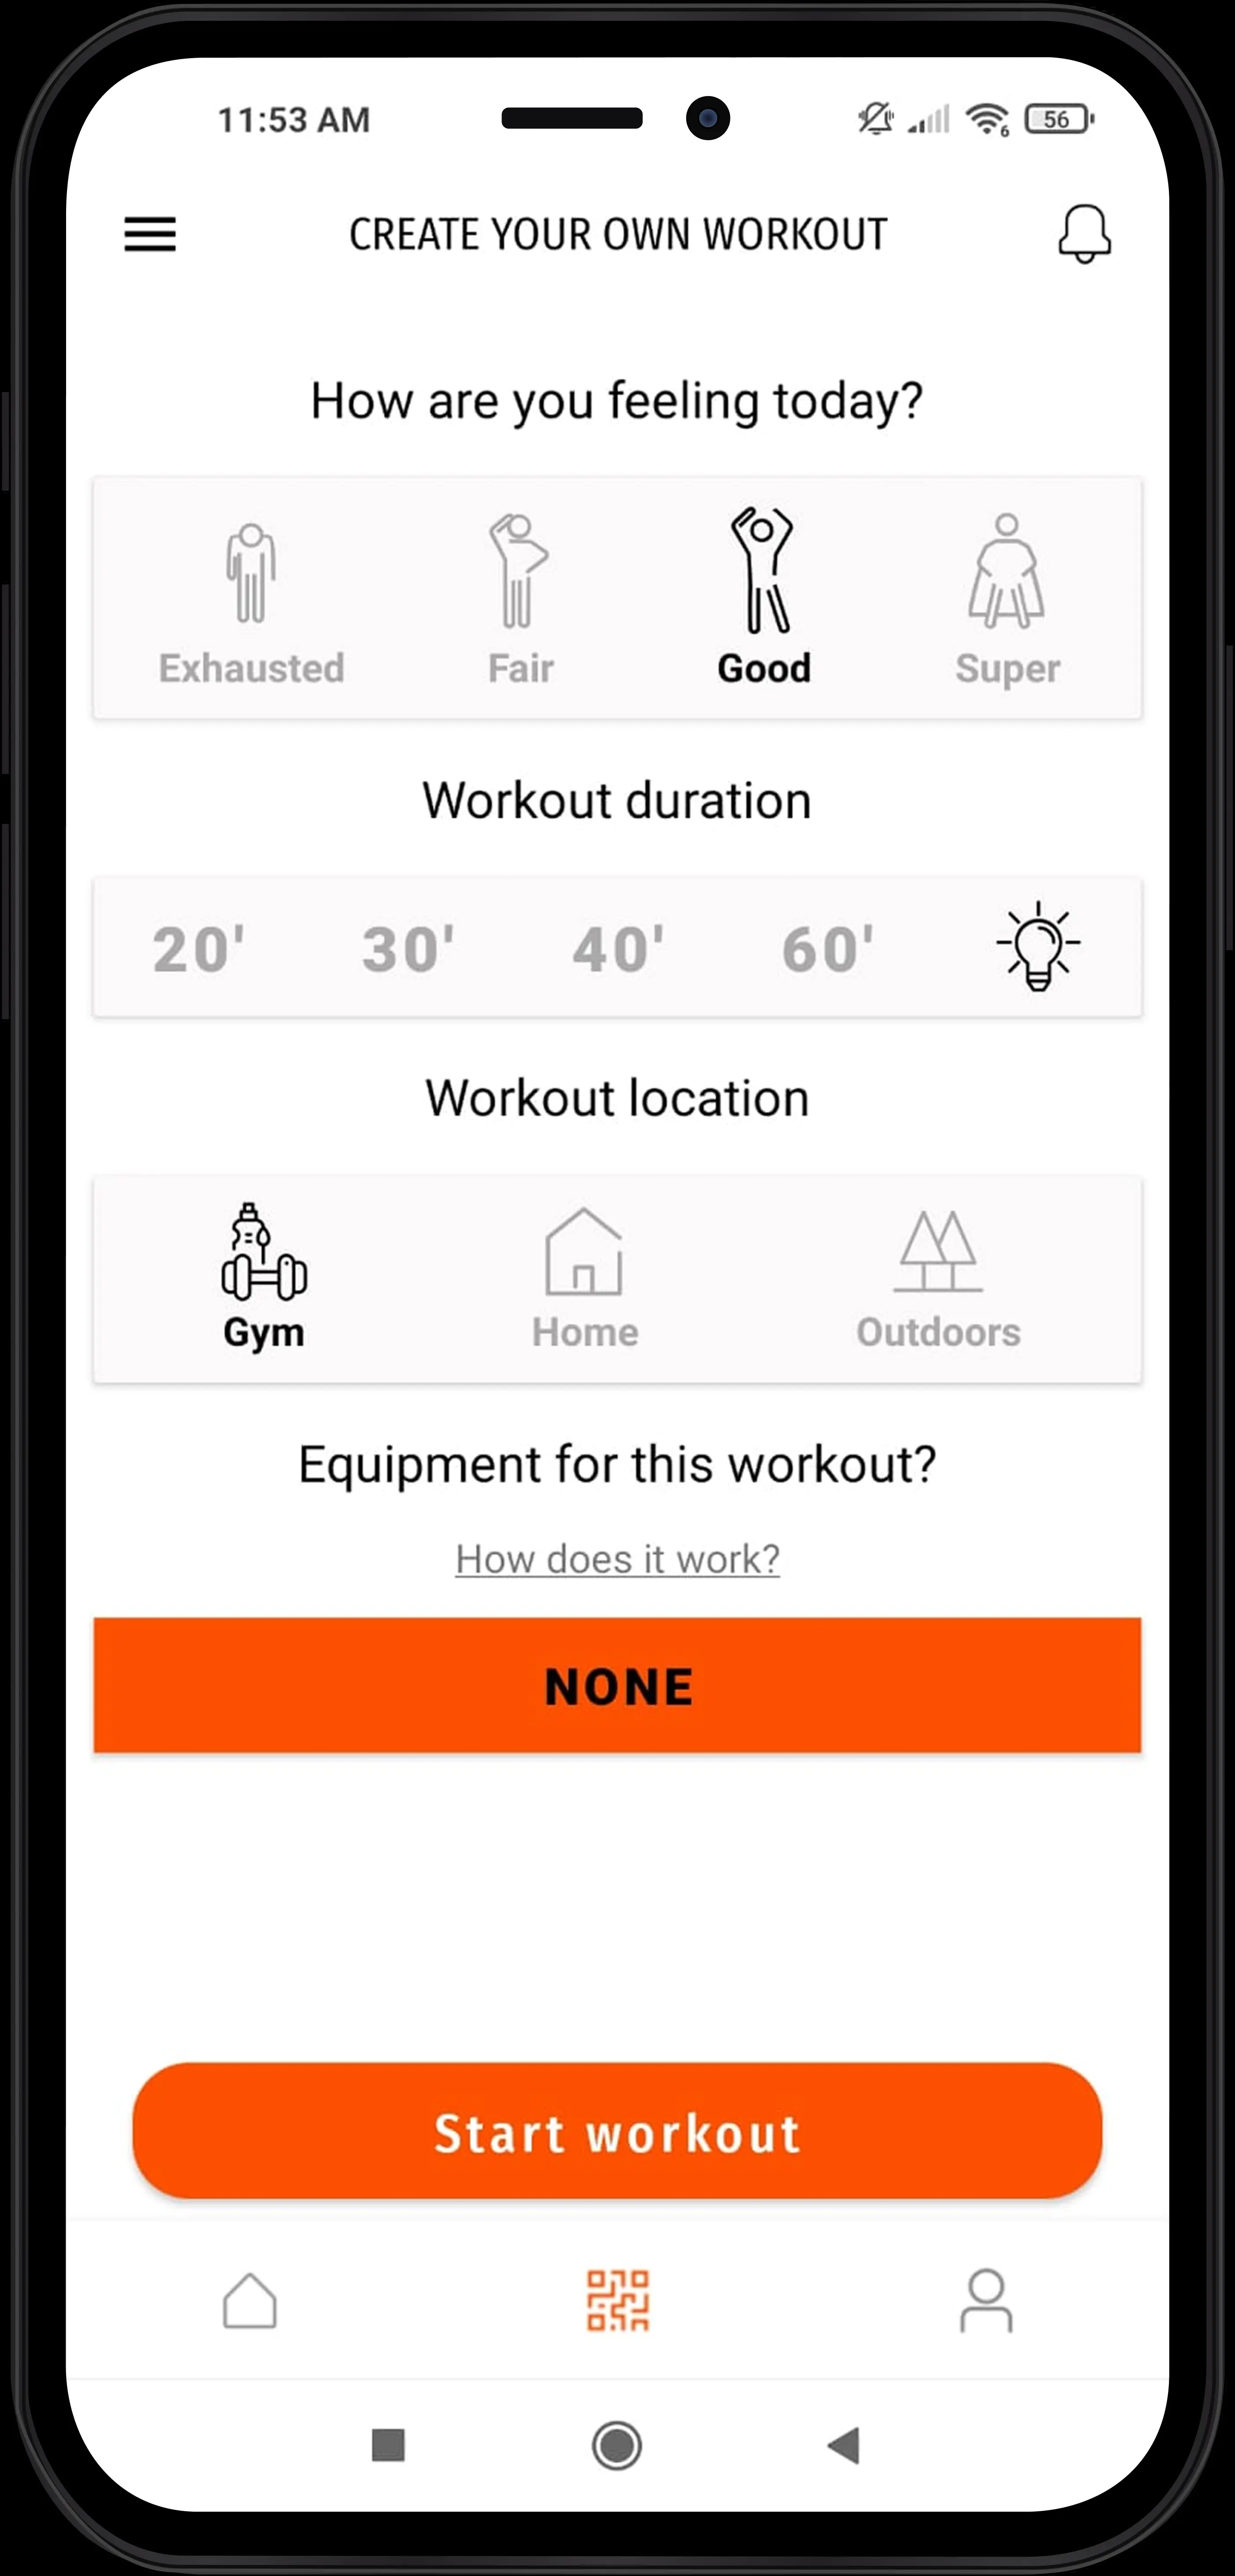 11:53 AM 6 56
CREATE YOUR OWN WORKOUT
How are you feeling today?
Exhausted Fair Good Super
Workout duration
20' 30' 40' 60'
Workout location
Gym Home Outdoors
Equipment for this workout?
How does it work?
NONE
Start workout